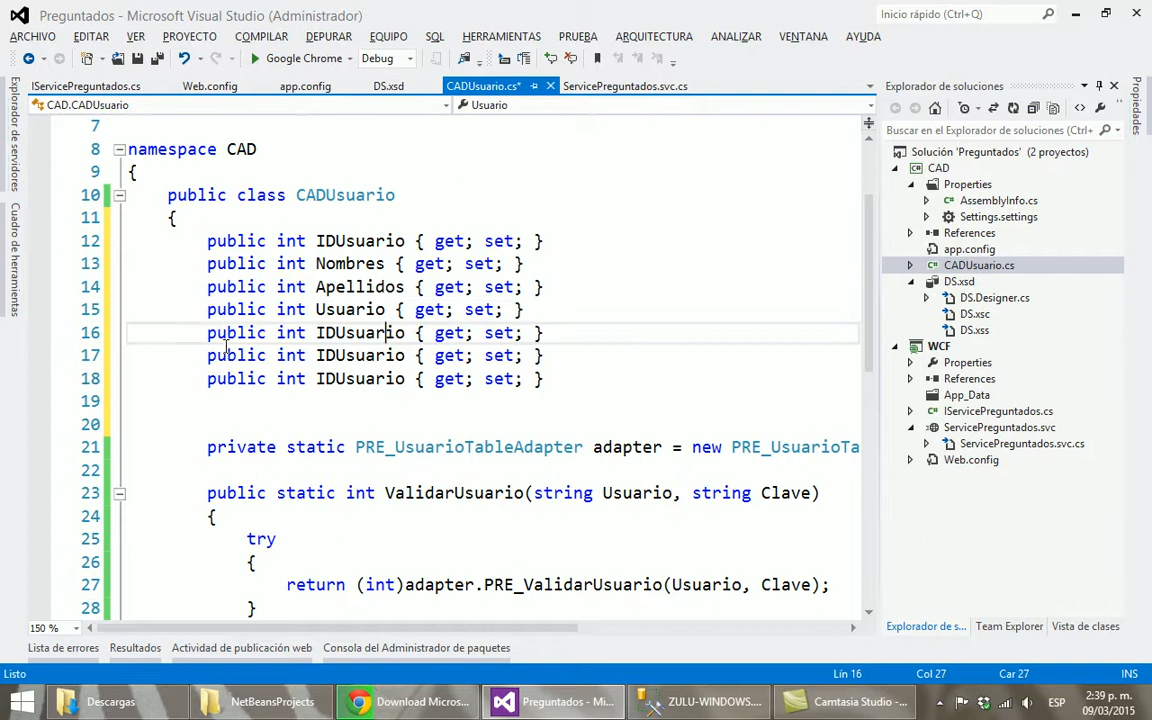 Preguntados - Microsoft Visual Studio (Administrador)
Inicio rápido (Ctrl+Q)
ARCHIVO EDITAR VER PROYECTO COMPILAR DEPURAR EQUIPO SQL HERRAMIENTAS PRUEBA ARQUITECTURA ANALIZAR VENTANA AYUDA
Google Chrome Debug
IServicePreguntados.cs Web.config app.config DS.xsd CADUsuario.cs* ServicePreguntados.svc.cs
CAD.CADUsuario Usuario
Explorador de servidores
Cuadro de herramientas
7
8 namespace CAD
9 {
10 public class CADUsuario
11 {
12 public int IDUsuario { get; set; }
13 public int Nombres { get; set; }
14 public int Apellidos { get; set; }
15 public int Usuario { get; set; }
16 public int IDUsuario { get; set; }
17 public int IDUsuario { get; set; }
18 public int IDUsuario { get; set; }
19
20
21 private static PRE_UsuarioTableAdapter adapter = new PRE_UsuarioTa
22
23 public static int ValidarUsuario(string Usuario, string Clave)
24 {
25 try
26 {
27 return (int)adapter.PRE_ValidarUsuario(Usuario, Clave);
28 }
150 %
Explorador de soluciones
Buscar en el Explorador de soluciones (Ctrl+
Solución 'Preguntados' (2 proyectos)
CAD
Properties
AssemblyInfo.cs
Settings.settings
References
app.config
CADUsuario.cs
DS.xsd
DS.Designer.cs
DS.xsc
DS.xss
WCF
Properties
References
App_Data
IServicePreguntados.cs
ServicePreguntados.svc
ServicePreguntados.svc.cs
Web.config
Explorador de s... Team Explorer Vista de clases
Propiedades
Lista de errores Resultados Actividad de publicación web Consola del Administrador de paquetes
Listo Lín 16 Col 27 Car 27 INS
Descargas NetBeansProjects Download Micros... Preguntados - Mi... ZULU-WINDOWS.... Camtasia Studio -... ESP 2:39 p. m.
09/03/2015